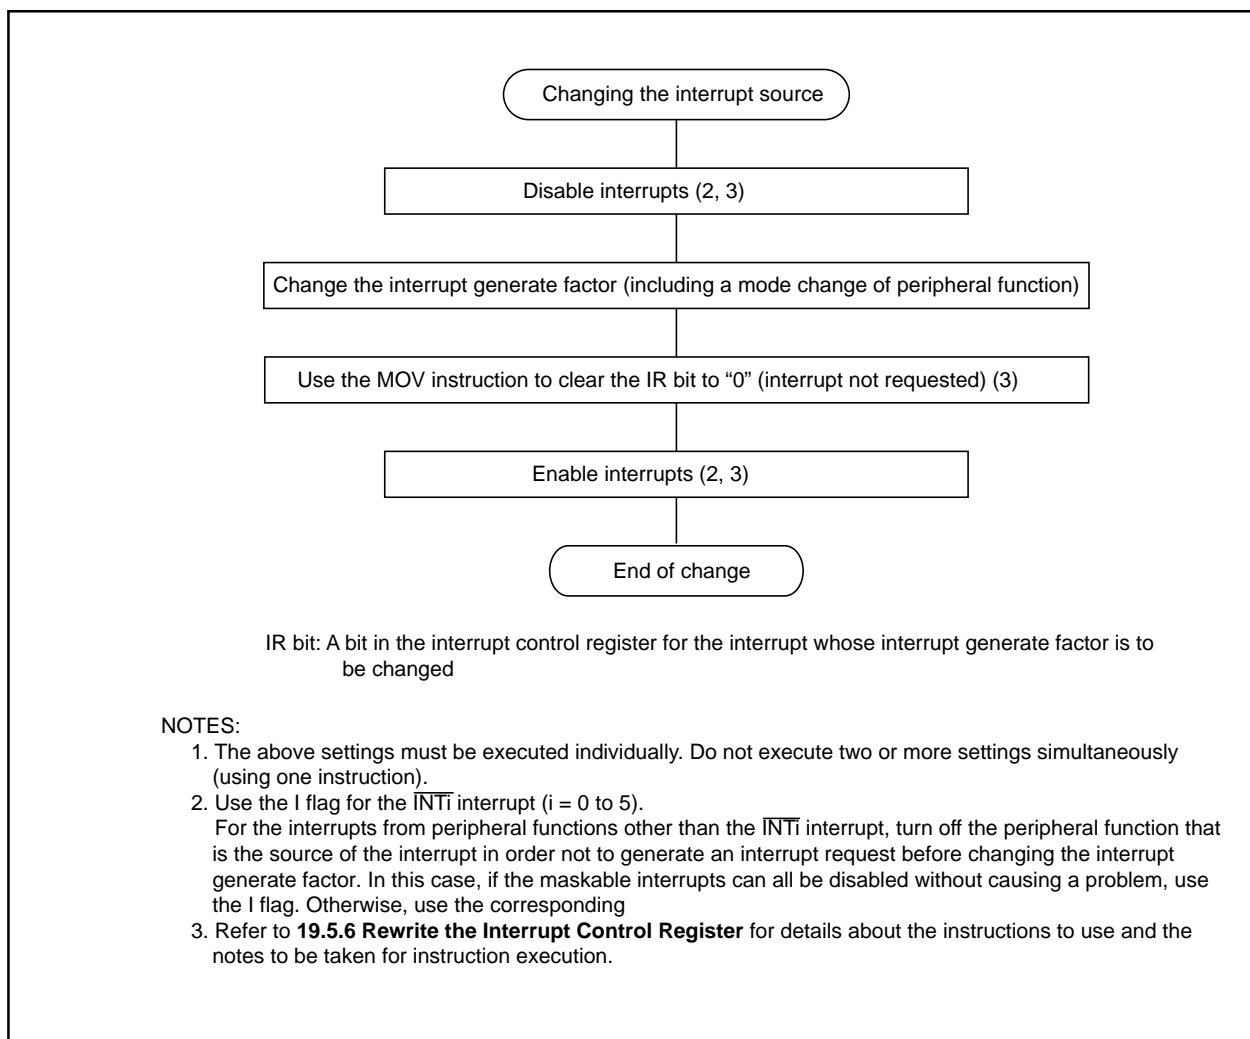 Changing the interrupt source
Disable interrupts (2, 3)
Change the interrupt generate factor (including a mode change of peripheral function)
Use the MOV instruction to clear the IR bit to “0” (interrupt not requested) (3)
Enable interrupts (2, 3)
End of change
IR bit: A bit in the interrupt control register for the interrupt whose interrupt generate factor is to
be changed
NOTES:
1. The above settings must be executed individually. Do not execute two or more settings simultaneously
(using one instruction).
2. Use the I flag for the I̅N̅T̅i̅ interrupt (i = 0 to 5).
For the interrupts from peripheral functions other than the I̅N̅T̅i̅ interrupt, turn off the peripheral function that
is the source of the interrupt in order not to generate an interrupt request before changing the interrupt
generate factor. In this case, if the maskable interrupts can all be disabled without causing a problem, use
the I flag. Otherwise, use the corresponding
3. Refer to 19.5.6 Rewrite the Interrupt Control Register for details about the instructions to use and the
notes to be taken for instruction execution.